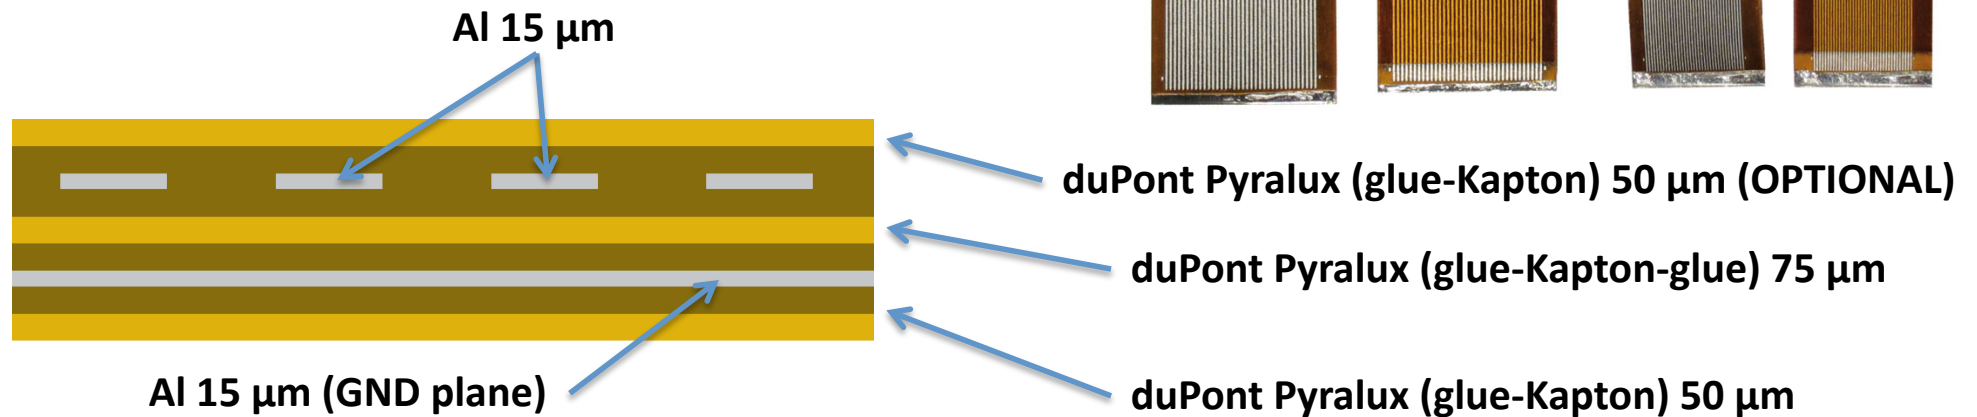 Al 15 µm
duPont Pyralux (glue-Kapton) 50 µm (OPTIONAL)
duPont Pyralux (glue-Kapton-glue) 75 µm
Al 15 µm (GND plane)
duPont Pyralux (glue-Kapton) 50 µm